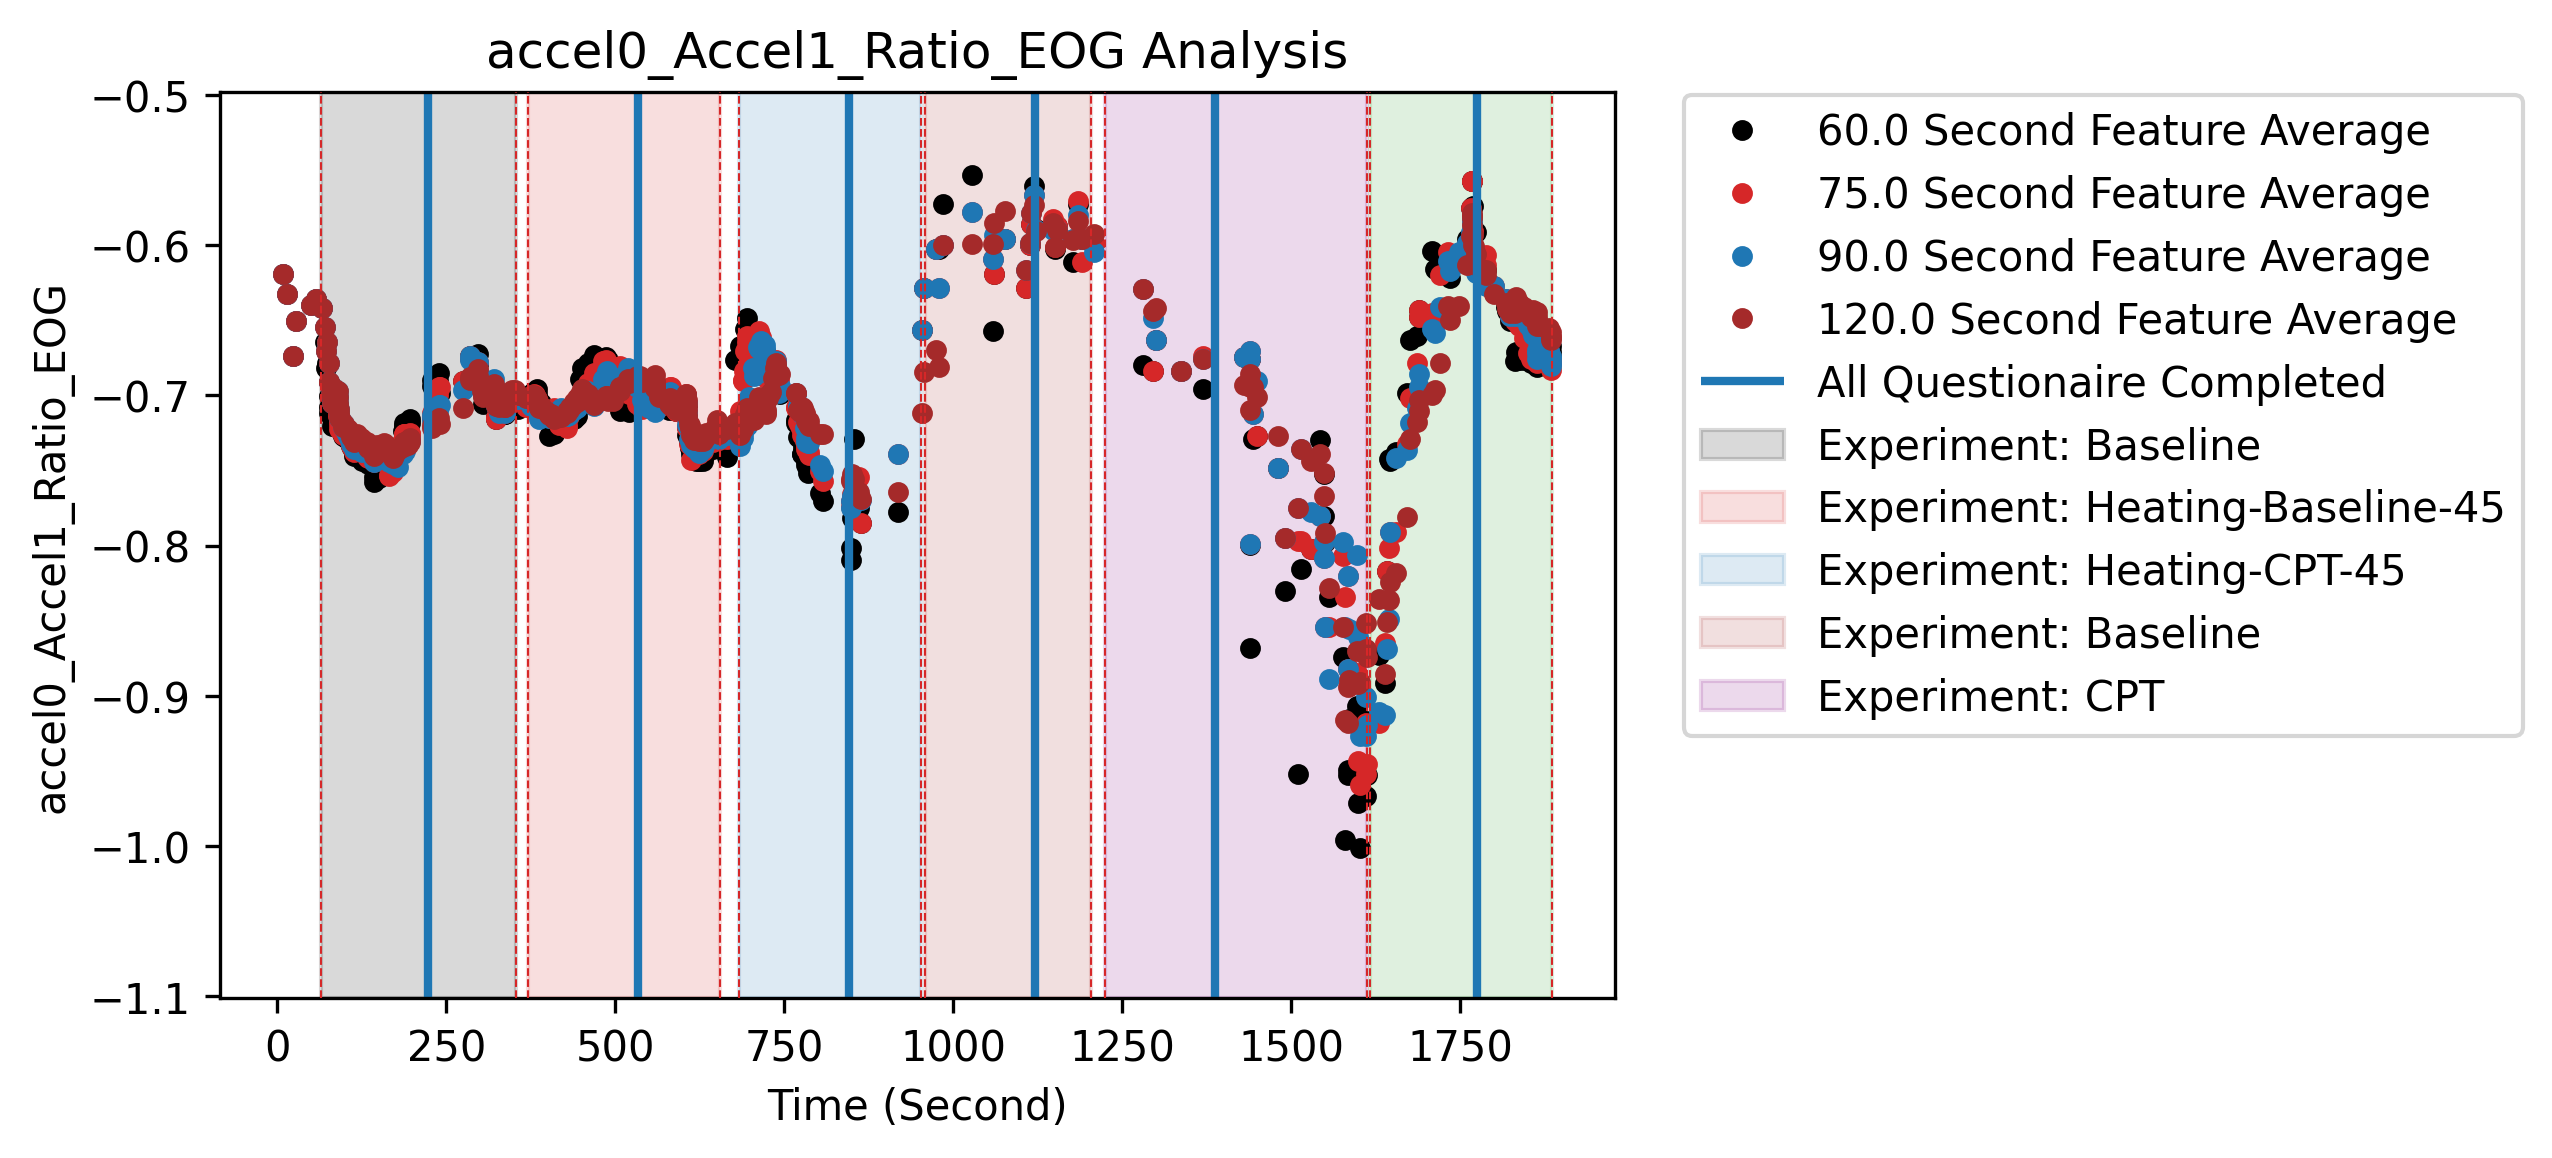 accel0_Accel1_Ratio_EOG Analysis
−0.5
−0.6
−0.7
−0.8
−0.9
−1.0
−1.1
accel0_Accel1_Ratio_EOG
0
250
500
750
1000
1250
1500
1750
Time (Second)
60.0 Second Feature Average
75.0 Second Feature Average
90.0 Second Feature Average
120.0 Second Feature Average
All Questionaire Completed
Experiment: Baseline
Experiment: Heating-Baseline-45
Experiment: Heating-CPT-45
Experiment: Baseline
Experiment: CPT